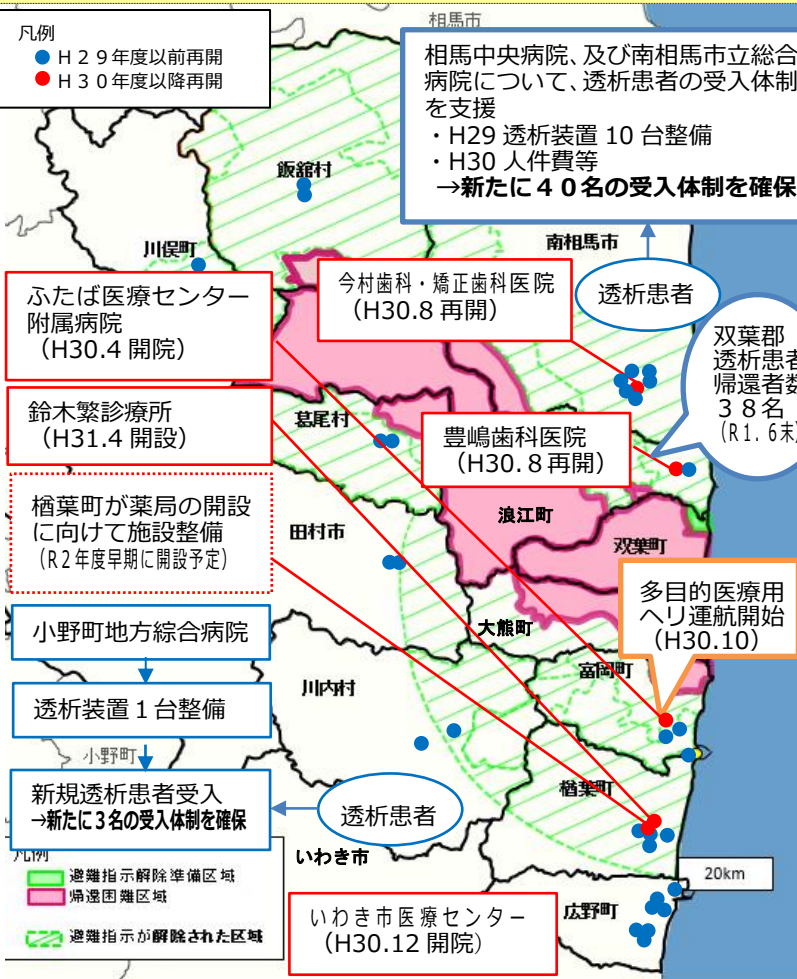 相馬市
凡例
H29年度以前再開
H30年度以降再開
相馬中央病院、及び南相馬市立総合
病院について、透析患者の受入体制
を支援
・H29 透析装置 10 台整備
・H30 人件費等
→新たに４０名の受入体制を確保
飯舘村
川俣町
南相馬市
透析患者
今村歯科・矯正歯科医院
（H30.8 再開）
ふたば医療センター
附属病院
（H30.4 開院）
双葉郡
透析患者
帰還者数
３８名
（R1.6末）
鈴木繁診療所
（H31.4 開設）
葛尾村
豊嶋歯科医院
（H30.8再開）
楢葉町が薬局の開設
に向けて施設整備
（R2年度早期に開設予定）
田村市
浪江町
双葉町
大熊町
多目的医療用
ヘリ運航開始
（H30.10）
小野町地方綜合病院
富岡町
川内村
透析装置１台整備
小野町
新規透析患者受入
→新たに３名の受入体制を確保
透析患者
楢葉町
凡例
避難指示解除準備区域
帰還困難区域
避難指示が解除された区域
いわき市
20km
いわき市医療センター
（H30.12 開院）
広野町